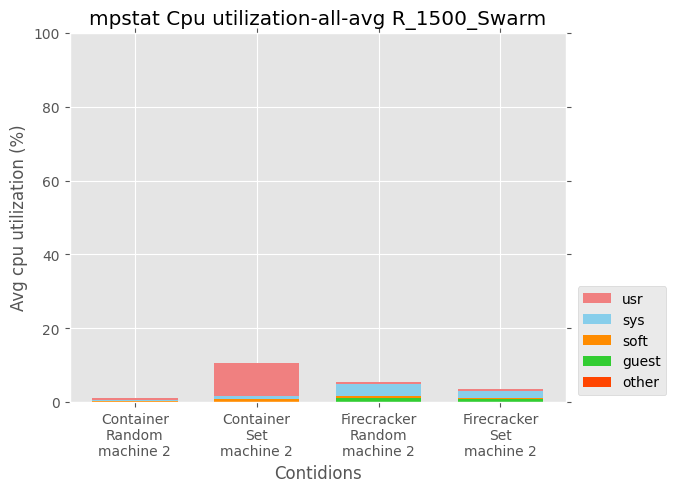 mpstat Cpu utilization-all-avg R_1500_Swarm
100
80
60
40
20
0
Avg cpu utilization (%)
Container
Random
machine 2
Container
Set
machine 2
Firecracker
Random
machine 2
Firecracker
Set
machine 2
Contidions
usr
sys
soft
guest
other